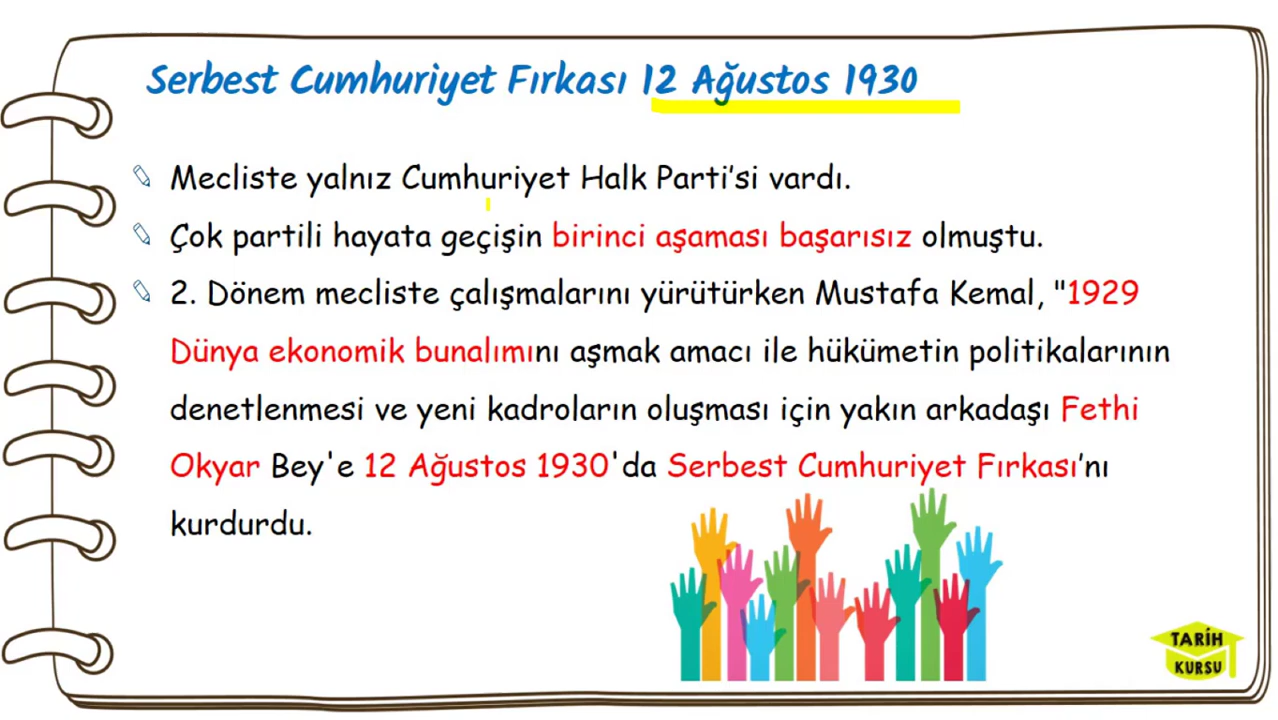 Serbest Cumhuriyet Fırkası 12 Ağustos 1930
Mecliste yalnız Cumhuriyet Halk Parti’si vardı.
Çok partili hayata geçişin birinci aşaması başarısız olmuştu.
2. Dönem mecliste çalışmalarını yürütürken Mustafa Kemal, "1929
Dünya ekonomik bunalımını aşmak amacı ile hükümetin politikalarının
denetlenmesi ve yeni kadroların oluşması için yakın arkadaşı Fethi
Okyar Bey'e 12 Ağustos 1930'da Serbest Cumhuriyet Fırkası’nı
kurdurdu.
TARİH
KURSU